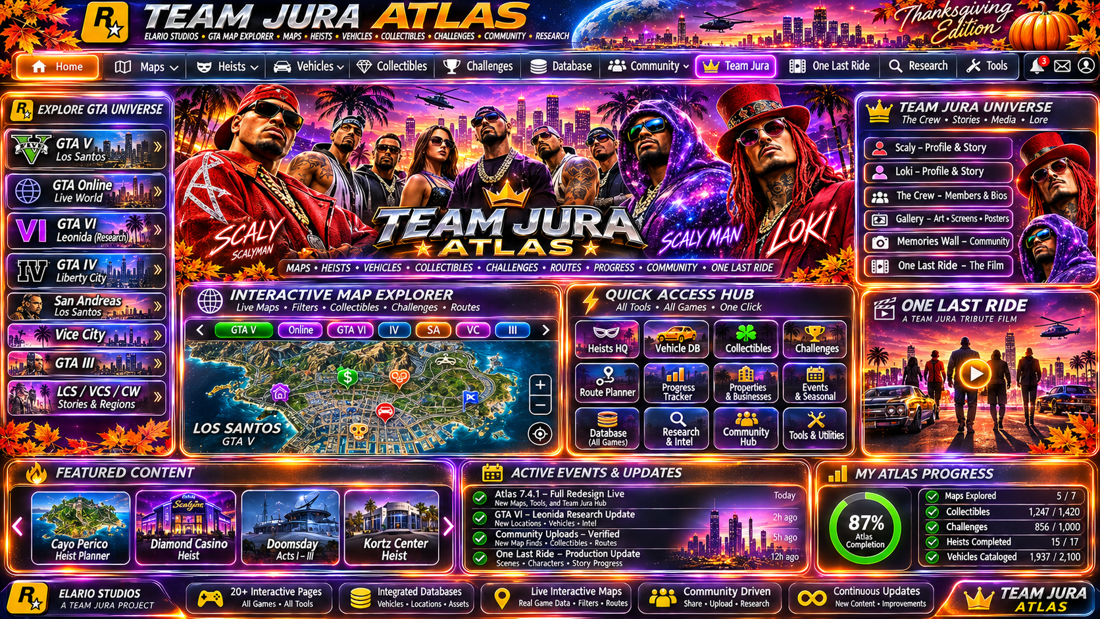 R
TEAM JURA ATLAS
ELARIO STUDIOS • GTA MAP EXPLORER • MAPS • HEISTS • VEHICLES • COLLECTIBLES • CHALLENGES • COMMUNITY • RESEARCH
Thanksgiving
Edition
Home
Maps
Heists
Vehicles
Collectibles
Challenges
Database
Community
Team Jura
One Last Ride
Research
Tools
3
R
EXPLORE GTA UNIVERSE
V
FIVE
GTA V
Los Santos
GTA Online
Live World
VI
GTA VI
Leonida (Research)
IV
GTA IV
Liberty City
San Andreas
Los Santos
Vice City
GTA III
LCS / VCS / CW
Stories & Regions
SCALY
SCALYMAN
TEAM JURA
ATLAS
SCALY MAN
LOKI
MAPS • HEISTS • VEHICLES • COLLECTIBLES • CHALLENGES • ROUTES • PROGRESS • COMMUNITY • ONE LAST RIDE
TEAM JURA UNIVERSE
The Crew • Stories • Media • Lore
Scaly – Profile & Story
Loki – Profile & Story
The Crew – Members & Bios
Gallery – Art • Screens • Posters
Memories Wall – Community
One Last Ride – The Film
INTERACTIVE MAP EXPLORER
Live Maps • Filters • Collectibles • Challenges • Routes
GTA V
Online
GTA VI
IV
SA
VC
III
$
+
−
LOS SANTOS
GTA V
QUICK ACCESS HUB
All Tools • All Games • One Click
Heists HQ
Vehicle DB
Collectibles
Challenges
Route Planner
Progress
Tracker
Properties
& Businesses
Events
& Seasonal
Database
(All Games)
Research
& Intel
Community
Hub
Tools & Utilities
ONE LAST RIDE
A TEAM JURA TRIBUTE FILM
FEATURED CONTENT
Cayo Perico
Heist Planner
Diamond Casino
Heist
Doomsday
Acts I – III
Kortz Center
Heist
ACTIVE EVENTS & UPDATES
Atlas 7.4.1 – Full Redesign Live
New Maps, Tools, and Team Jura Hub
Today
GTA VI – Leonida Research Update
New Locations • Vehicles • Intel
2h ago
Community Uploads – Verified
New Map Finds • Collectibles • Routes
5h ago
One Last Ride – Production Update
Scenes • Characters • Story Progress
12h ago
MY ATLAS PROGRESS
87%
Atlas
Completion
Maps Explored 5 / 7
Collectibles 1,247 / 1,420
Challenges 856 / 1,000
Heists Completed 15 / 17
Vehicles Cataloged 1,937 / 2,100
R
ELARIO STUDIOS
A TEAM JURA PROJECT
20+ Interactive Pages
All Games • All Tools
Integrated Databases
Vehicles • Locations • Assets
Live Interactive Maps
Real Game Data • Filters • Routes
Community Driven
Share • Upload • Research
Continuous Updates
New Content • Improvements
TEAM JURA
ATLAS